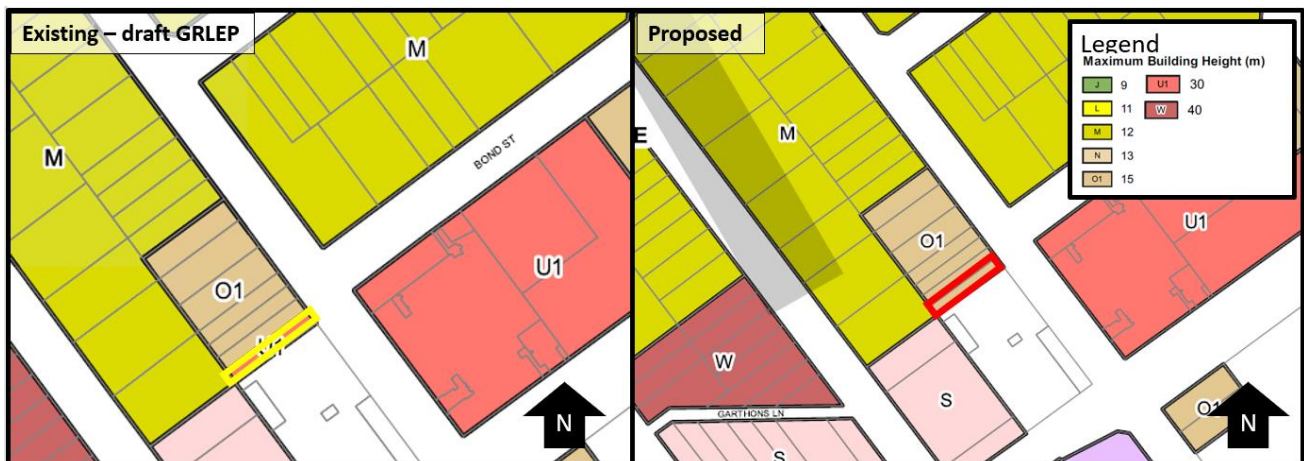 Existing – draft GRLEP
M
M
BOND ST
O1
U1
U1
N
Proposed
E
M
O1
U1
W
GARTHONS LN
S
S
O1
N
Legend
Maximum Building Height (m)
J 9 U1 30
L 11 W 40
M 12
N 13
O1 15